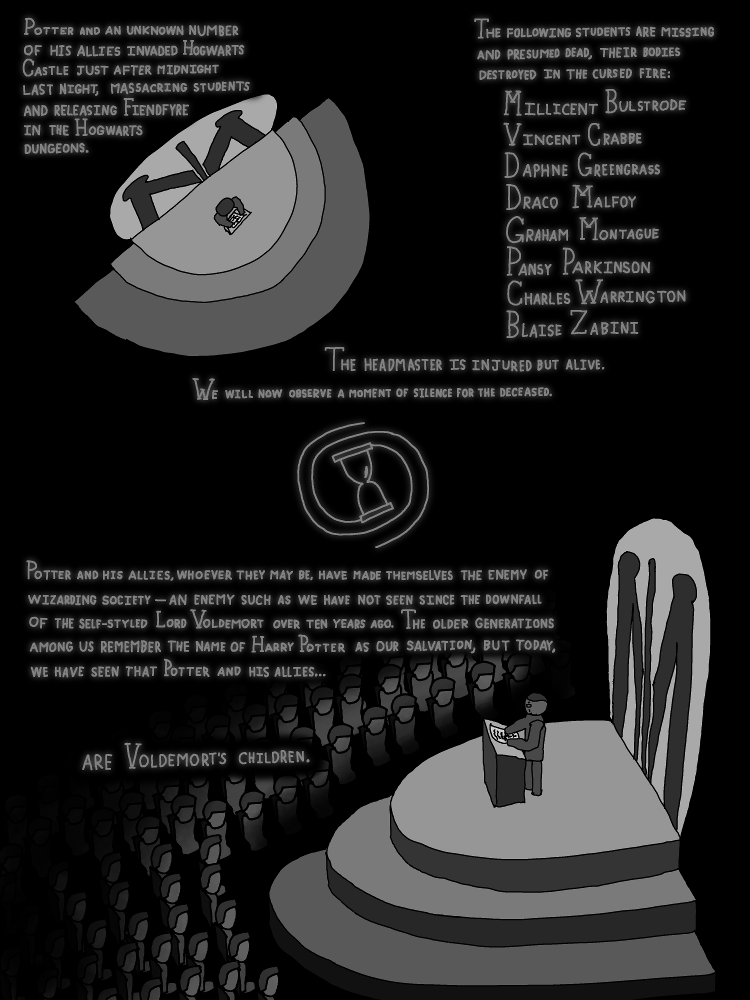 Potter and an unknown number
of his allies invaded Hogwarts
Castle just after midnight
last night, massacring students
and releasing Fiendfyre
in the Hogwarts
dungeons.
The following students are missing
and presumed dead, their bodies
destroyed in the cursed fire:
Millicent Bulstrode
Vincent Crabbe
Daphne Greengrass
Draco Malfoy
Graham Montague
Pansy Parkinson
Charles Warrington
Blaise Zabini
The headmaster is injured but alive.
We will now observe a moment of silence for the deceased.
Potter and his allies, whoever they may be, have made themselves the enemy of
wizarding society — an enemy such as we have not seen since the downfall
of the self-styled Lord Voldemort over ten years ago. The older generations
among us remember the name of Harry Potter as our salvation, but today,
we have seen that Potter and his allies...
are Voldemort's children.